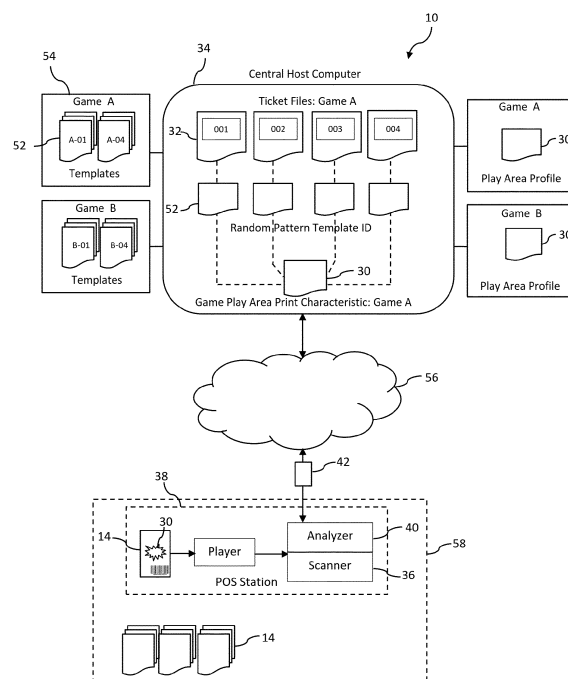 10
54
34
Central Host Computer
Game A
A-01
A-04
52
Templates
Ticket Files: Game A
32
001
002
003
004
52
Random Pattern Template ID
30
Game Play Area Print Characteristic: Game A
Game A
30
Play Area Profile
Game B
B-01
B-04
Templates
Game B
30
Play Area Profile
56
42
38
30
14
Player
Analyzer
40
Scanner
36
POS Station
58
14